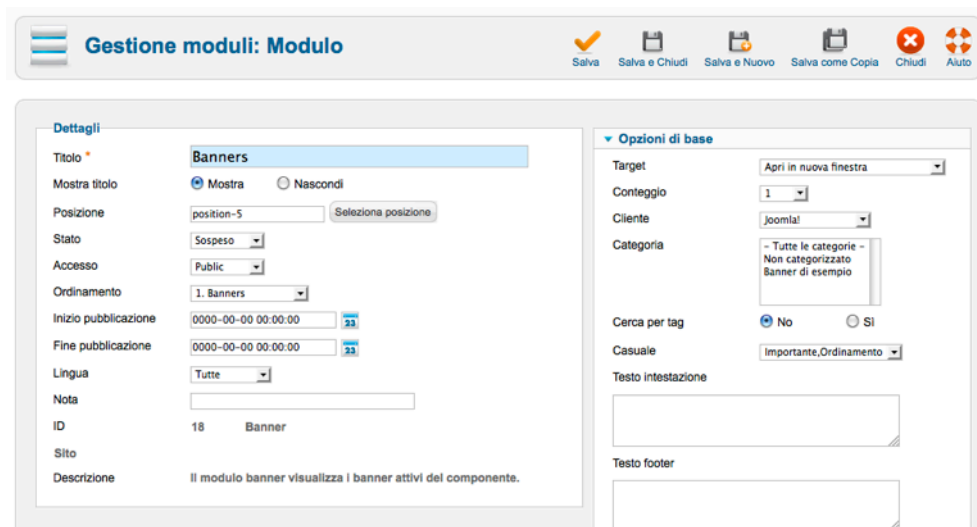 Gestione moduli: Modulo
Salva
Salva e Chiudi
Salva e Nuovo
Salva come Copia
Chiudi
Aiuto
Dettagli
Titolo * Banners
Mostra titolo Mostra Nascondi
Posizione position-5 Seleziona posizione
Stato Sospeso
Accesso Public
Ordinamento 1. Banners
Inizio pubblicazione 0000-00-00 00:00:00 23
Fine pubblicazione 0000-00-00 00:00:00 23
Lingua Tutte
Nota
ID 18 Banner
Sito
Descrizione Il modulo banner visualizza i banner attivi del componente.
Opzioni di base
Target Apri in nuova finestra
Conteggio 1
Cliente Joomla!
Categoria - Tutte le categorie -
Non categorizzato
Banner di esempio
Cerca per tag No Sì
Casuale Importante,Ordinamento
Testo intestazione
Testo footer